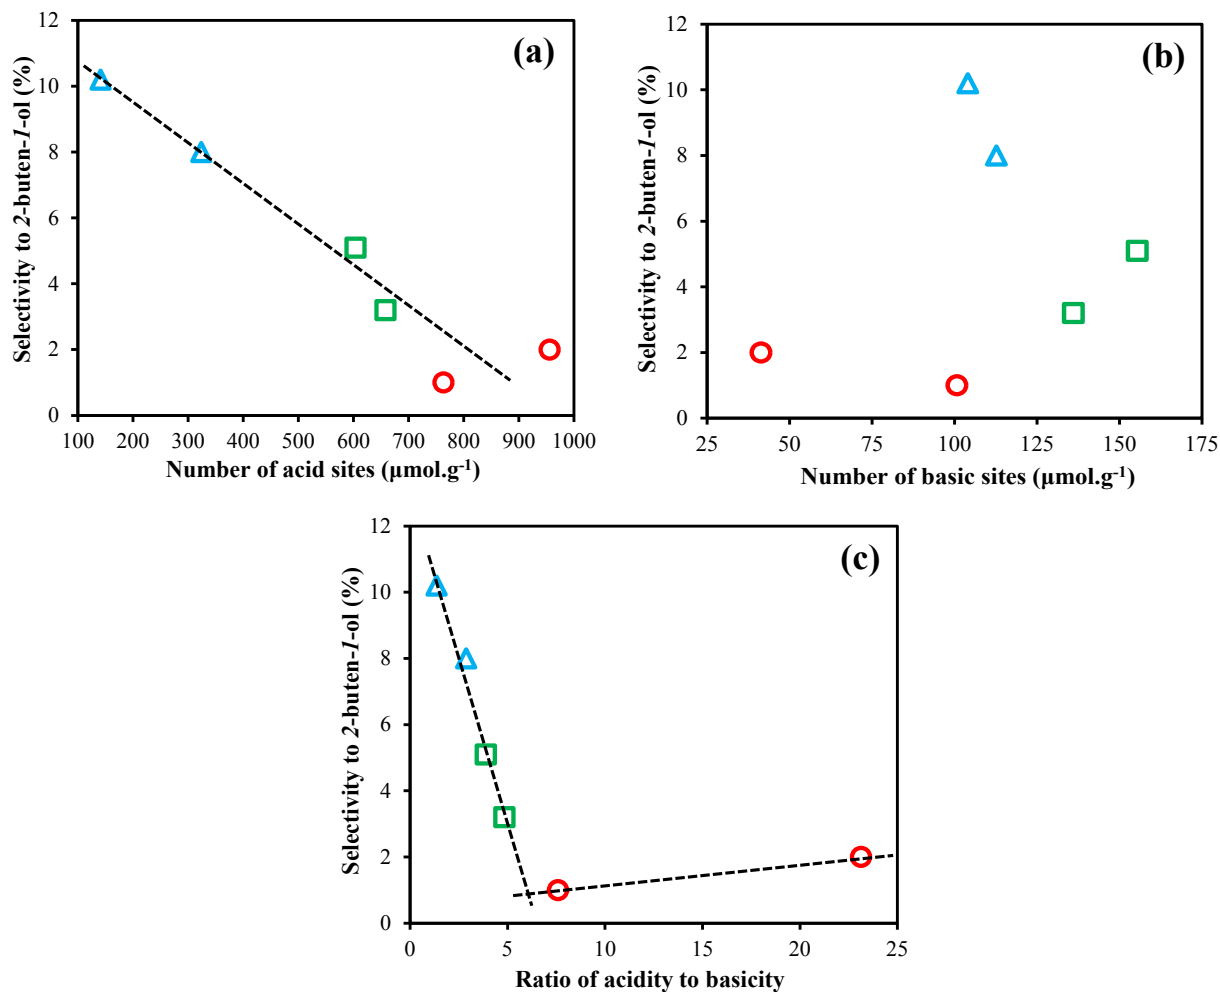 (a)
Selectivity to 2-buten-1-ol (%)
12
10
8
6
4
2
0
100 200 300 400 500 600 700 800 900 1000
Number of acid sites (μmol.g-1)
(b)
Selectivity to 2-buten-1-ol (%)
12
10
8
6
4
2
0
25 50 75 100 125 150 175
Number of basic sites (μmol.g-1)
(c)
Selectivity to 2-buten-1-ol (%)
12
10
8
6
4
2
0
0 5 10 15 20 25
Ratio of acidity to basicity